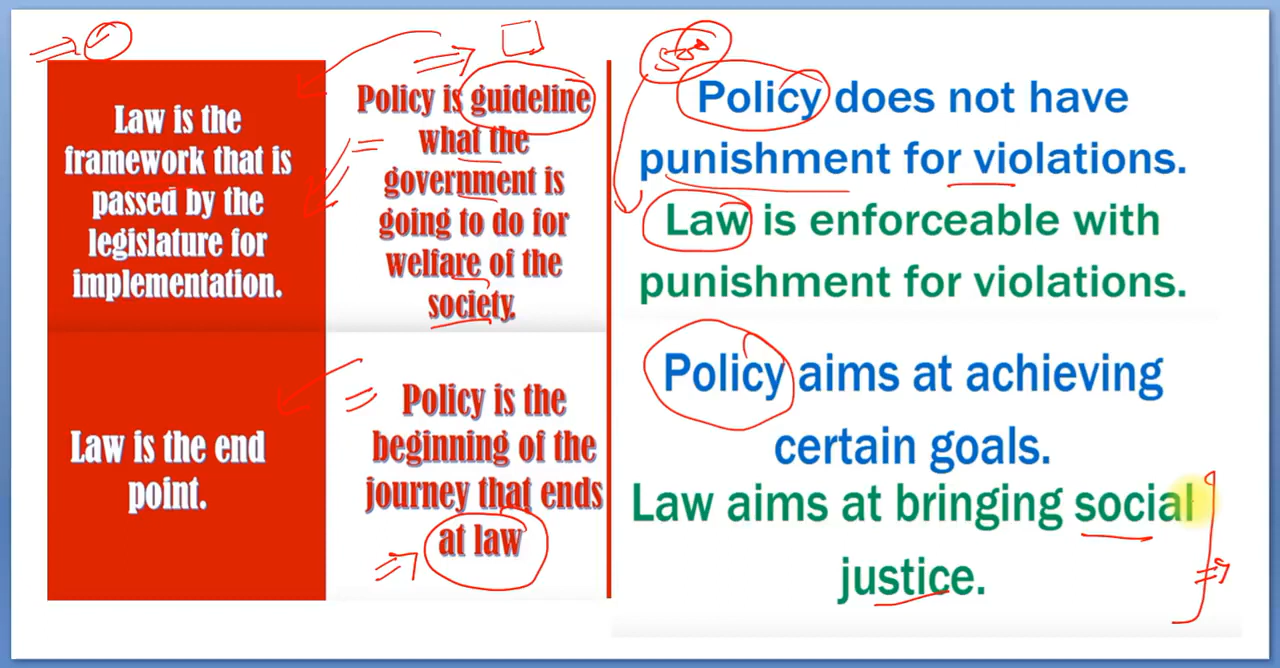 Law is the
framework that is
passed by the
legislature for
implementation.
Policy is guideline
what the
government is
going to do for
welfare of the
society.
Law is the end
point.
Policy is the
beginning of the
journey that ends
at law
Policy does not have
punishment for violations.
Law is enforceable with
punishment for violations.
Policy aims at achieving
certain goals.
Law aims at bringing social
justice.